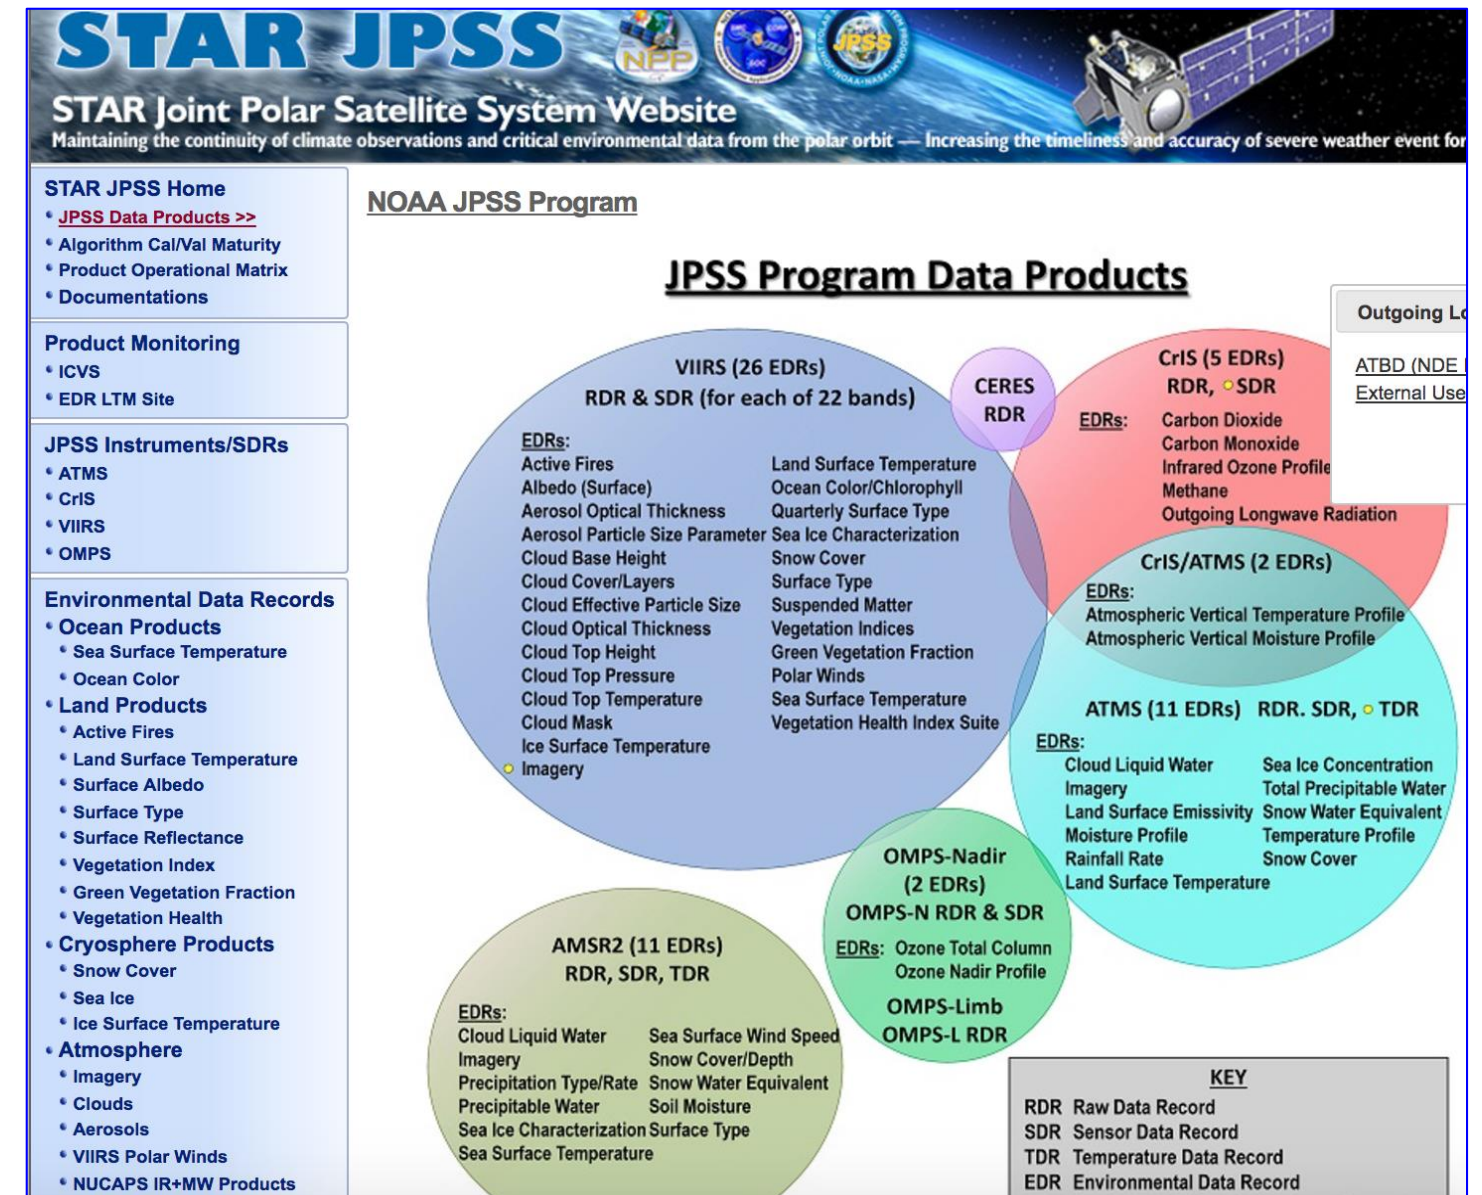 STAR JPSS
NPP
JPSS
STAR Joint Polar Satellite System Website
Maintaining the continuity of climate observations and critical environmental data from the polar orbit — Increasing the timeliness and accuracy of severe weather event for
STAR JPSS Home
JPSS Data Products >>
Algorithm Cal/Val Maturity
Product Operational Matrix
Documentations
Product Monitoring
ICVS
EDR LTM Site
JPSS Instruments/SDRs
ATMS
CrIS
VIIRS
OMPS
Environmental Data Records
Ocean Products
Sea Surface Temperature
Ocean Color
Land Products
Active Fires
Land Surface Temperature
Surface Albedo
Surface Type
Surface Reflectance
Vegetation Index
Green Vegetation Fraction
Vegetation Health
Cryosphere Products
Snow Cover
Sea Ice
Ice Surface Temperature
Atmosphere
Imagery
Clouds
Aerosols
VIIRS Polar Winds
NUCAPS IR+MW Products
NOAA JPSS Program
JPSS Program Data Products
VIIRS (26 EDRs)
RDR & SDR (for each of 22 bands)
EDRs:
Active Fires
Albedo (Surface)
Aerosol Optical Thickness
Aerosol Particle Size Parameter
Cloud Base Height
Cloud Cover/Layers
Cloud Effective Particle Size
Cloud Optical Thickness
Cloud Top Height
Cloud Top Pressure
Cloud Top Temperature
Cloud Mask
Ice Surface Temperature
Imagery
Land Surface Temperature
Ocean Color/Chlorophyll
Quarterly Surface Type
Sea Ice Characterization
Snow Cover
Surface Type
Suspended Matter
Vegetation Indices
Green Vegetation Fraction
Polar Winds
Sea Surface Temperature
Vegetation Health Index Suite
CERES
RDR
CrIS (5 EDRs)
RDR, SDR
EDRs:
Carbon Dioxide
Carbon Monoxide
Infrared Ozone Profile
Methane
Outgoing Longwave Radiation
Outgoing Lo
ATBD (NDE
External Use
CrIS/ATMS (2 EDRs)
EDRs:
Atmospheric Vertical Temperature Profile
Atmospheric Vertical Moisture Profile
ATMS (11 EDRs) RDR. SDR, TDR
EDRs:
Cloud Liquid Water
Imagery
Land Surface Emissivity
Moisture Profile
Rainfall Rate
Land Surface Temperature
Sea Ice Concentration
Total Precipitable Water
Snow Water Equivalent
Temperature Profile
Snow Cover
OMPS-Nadir
(2 EDRs)
OMPS-N RDR & SDR
EDRs: Ozone Total Column
Ozone Nadir Profile
OMPS-Limb
OMPS-L RDR
AMSR2 (11 EDRs)
RDR, SDR, TDR
EDRs:
Cloud Liquid Water
Imagery
Precipitation Type/Rate
Precipitable Water
Sea Ice Characterization
Sea Surface Temperature
Sea Surface Wind Speed
Snow Cover/Depth
Snow Water Equivalent
Soil Moisture
Surface Type
KEY
RDR Raw Data Record
SDR Sensor Data Record
TDR Temperature Data Record
EDR Environmental Data Record